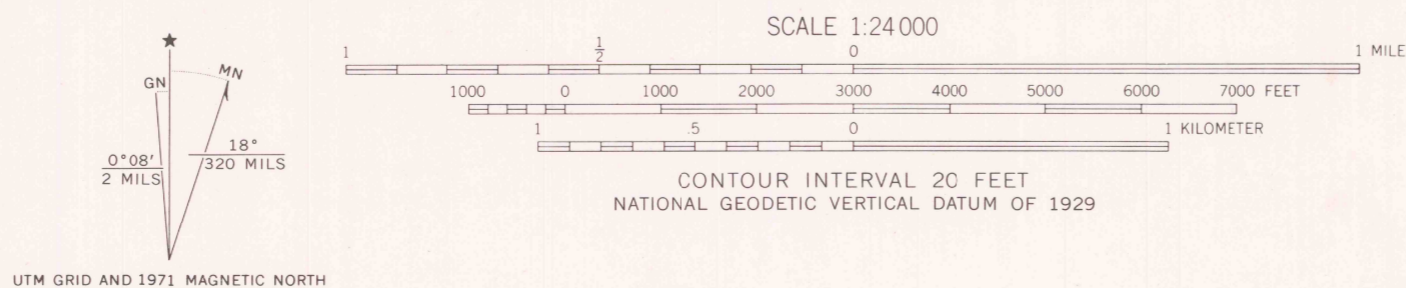 SCALE 1:24 000
1 1/2 0 1 MILE
1000 0 1000 2000 3000 4000 5000 6000 7000 FEET
1 .5 0 1 KILOMETER
CONTOUR INTERVAL 20 FEET
NATIONAL GEODETIC VERTICAL DATUM OF 1929
★
GN MN
0°08' 18°
2 MILS 320 MILS
UTM GRID AND 1971 MAGNETIC NORTH